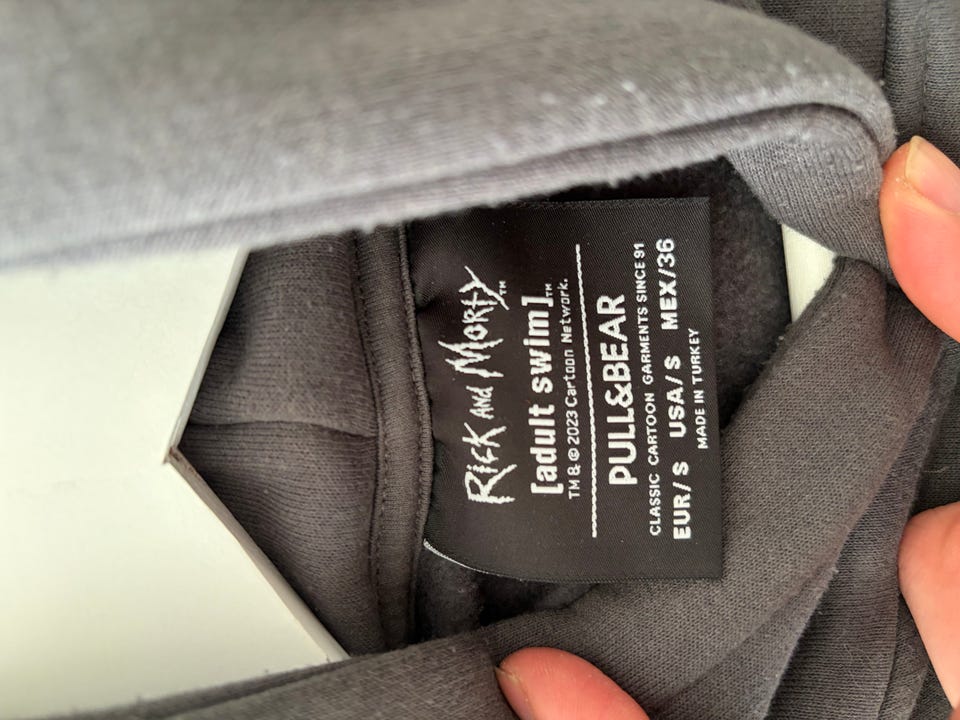 RICK AND MORTY™
[adult swim]™
TM & © 2023 Cartoon Network.
PULL&BEAR
CLASSIC CARTOON GARMENTS SINCE 91
EUR/S USA/S MEX/36
MADE IN TURKEY